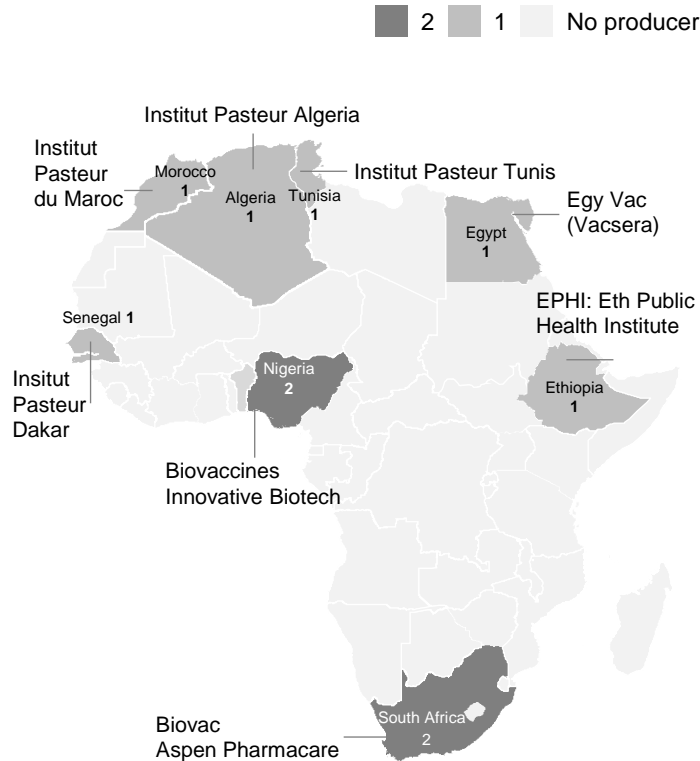 2 1 No producer
Institut Pasteur Algeria
Institut
Pasteur
du Maroc
Morocco
1
Institut Pasteur Tunis
Algeria
1
Tunisia
1
Egy Vac
(Vacsera)
Egypt
1
EPHI: Eth Public
Health Institute
Senegal 1
Insitut
Pasteur
Dakar
Nigeria
2
Ethiopia
1
Biovaccines
Innovative Biotech
South Africa
2
Biovac
Aspen Pharmacare